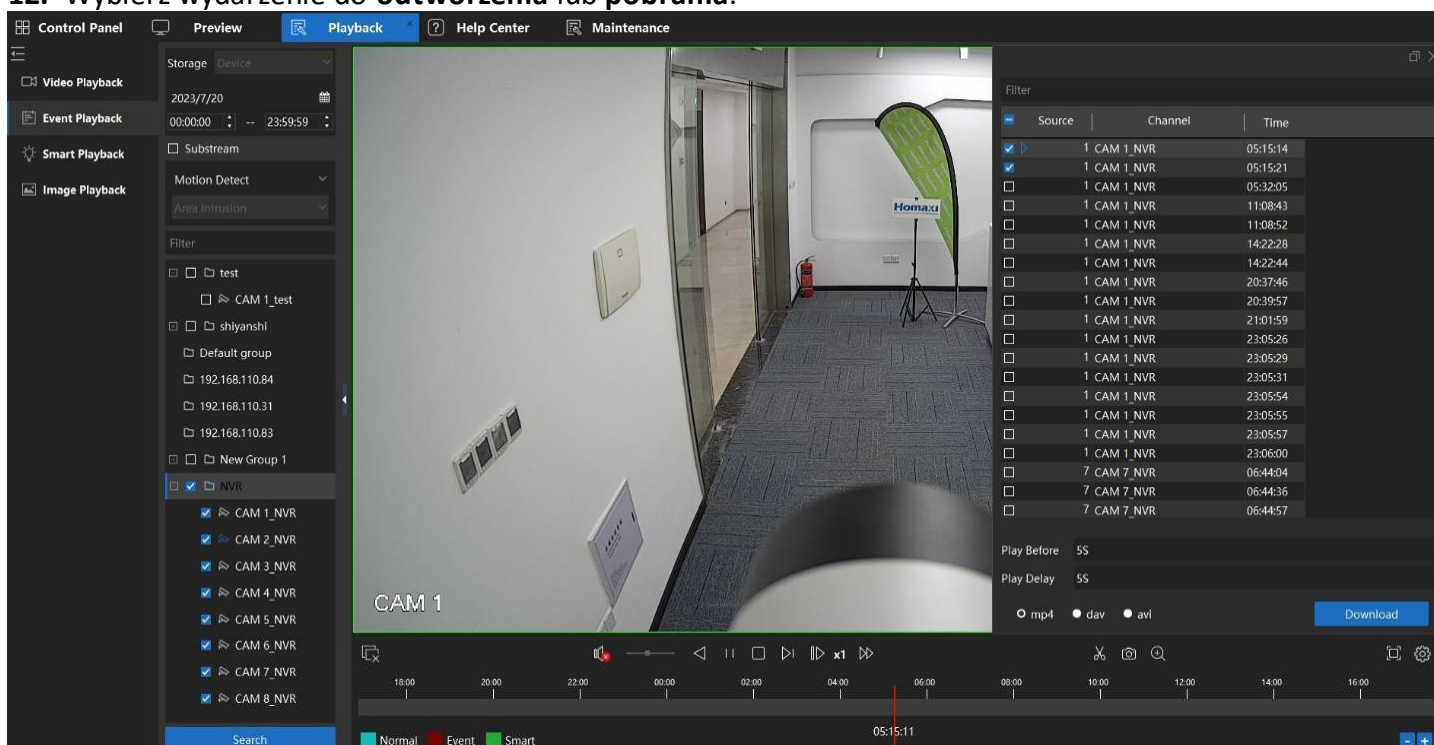 12. Wybierz wydarzenie do odtworzenia lub pobrania.
Control Panel Preview Playback × ? Help Center Maintenance
Video Playback
Event Playback
Smart Playback
Image Playback
Storage Device
2023/7/20
00:00:00 -- 23:59:59
Substream
Motion Detect
Area Intrusion
Filter
test
CAM 1_test
shiyanshi
Default group
192.168.110.84
192.168.110.31
192.168.110.83
New Group 1
NVR
CAM 1_NVR
CAM 2_NVR
CAM 3_NVR
CAM 4_NVR
CAM 5_NVR
CAM 6_NVR
CAM 7_NVR
CAM 8_NVR
Search
Homaxi
CAM 1
Filter
Source Channel Time
1 CAM 1_NVR 05:15:14
1 CAM 1_NVR 05:15:21
1 CAM 1_NVR 05:32:05
1 CAM 1_NVR 11:08:43
1 CAM 1_NVR 11:08:52
1 CAM 1_NVR 14:22:28
1 CAM 1_NVR 14:22:44
1 CAM 1_NVR 20:37:46
1 CAM 1_NVR 20:39:57
1 CAM 1_NVR 21:01:59
1 CAM 1_NVR 23:05:26
1 CAM 1_NVR 23:05:29
1 CAM 1_NVR 23:05:31
1 CAM 1_NVR 23:05:54
1 CAM 1_NVR 23:05:55
1 CAM 1_NVR 23:05:57
1 CAM 1_NVR 23:06:00
7 CAM 7_NVR 06:44:04
7 CAM 7_NVR 06:44:36
7 CAM 7_NVR 06:44:57
Play Before 5S
Play Delay 5S
mp4 dav avi Download
x1
18:00 20:00 22:00 00:00 02:00 04:00 06:00 08:00 10:00 12:00 14:00 16:00
05:15:11
Normal Event Smart - +